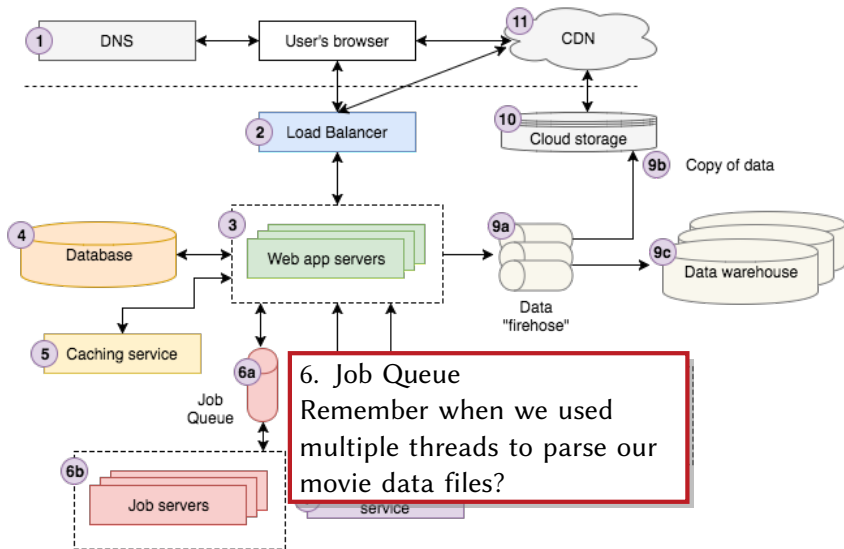 1
DNS
User's browser
11
CDN
2
Load Balancer
10
Cloud storage
9b
Copy of data
3
Web app servers
4
Database
9a
Data
"firehose"
9c
Data warehouse
5
Caching service
6a
Job
Queue
6. Job Queue
Remember when we used
multiple threads to parse our
movie data files?
6b
Job servers
service